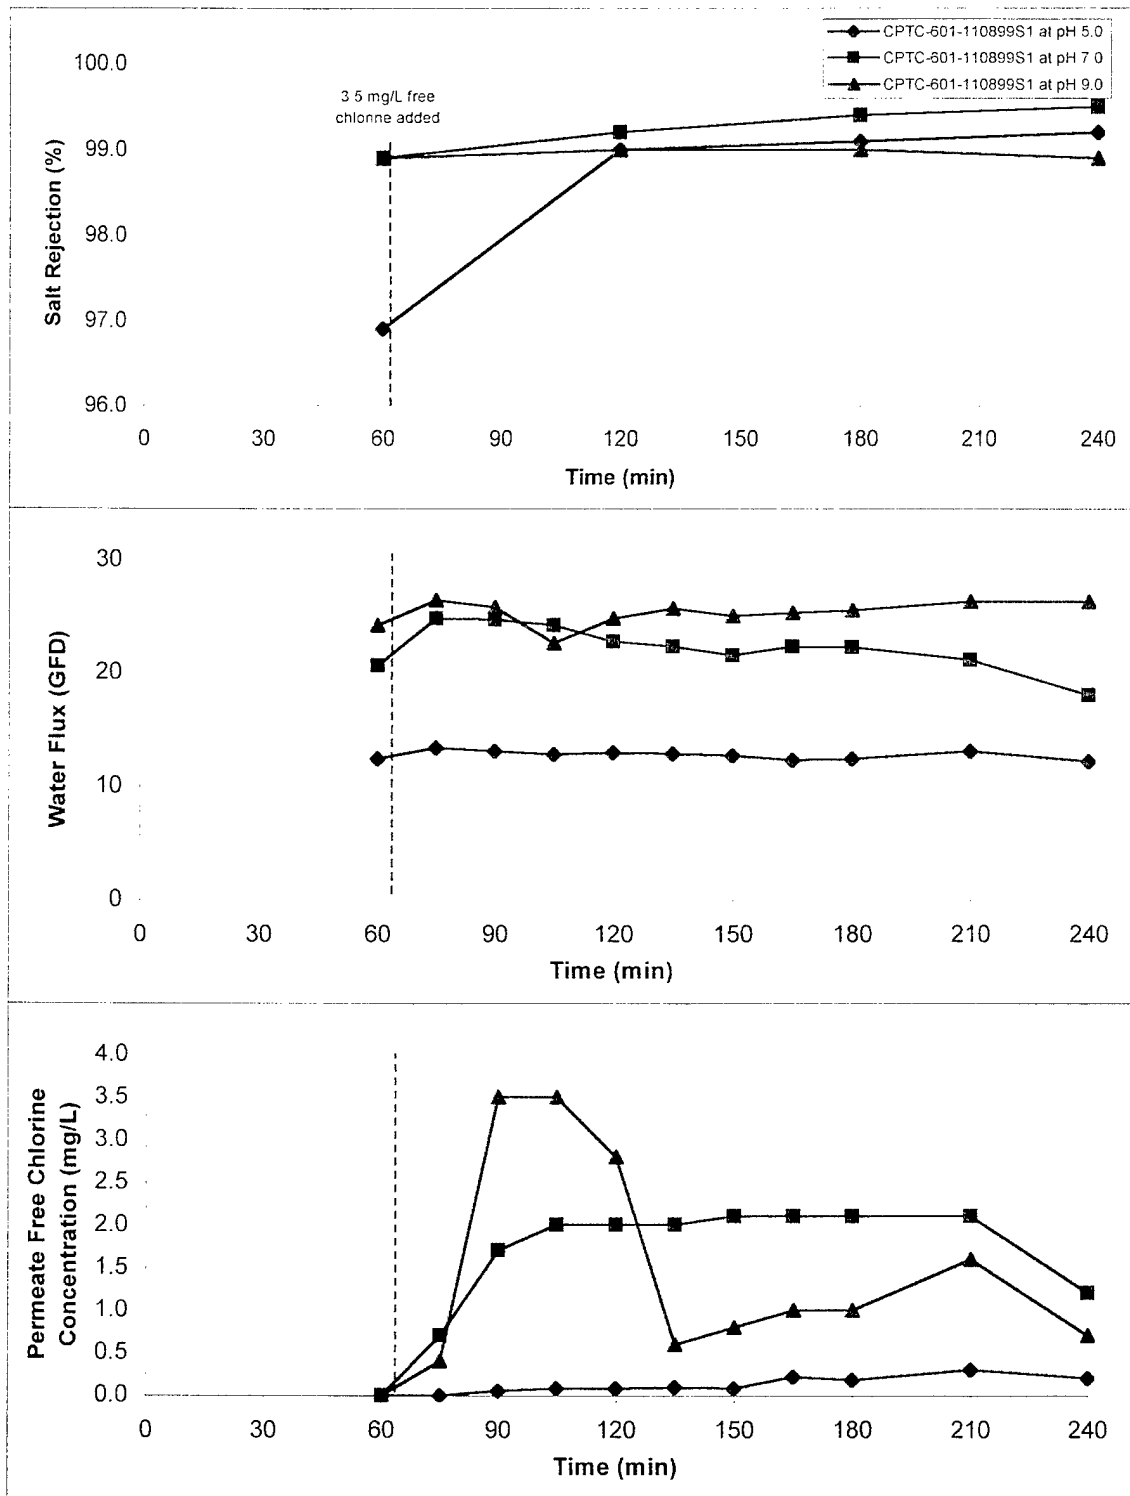 CPTC-601-110899S1 at pH 5.0
CPTC-601-110899S1 at pH 7 0
CPTC-601-110899S1 at pH 9.0
3 5 mg/L free
chlonne added
100.0
99.0
98.0
97.0
96.0
Salt Rejection (%)
0 30 60 90 120 150 180 210 240
Time (min)
30
20
10
0
Water Flux (GFD)
0 30 60 90 120 150 180 210 240
Time (min)
4.0
3.5
3.0
2.5
2.0
1.5
1.0
0.5
0.0
Permeate Free Chlorine
Concentration (mg/L)
0 30 60 90 120 150 180 210 240
Time (min)